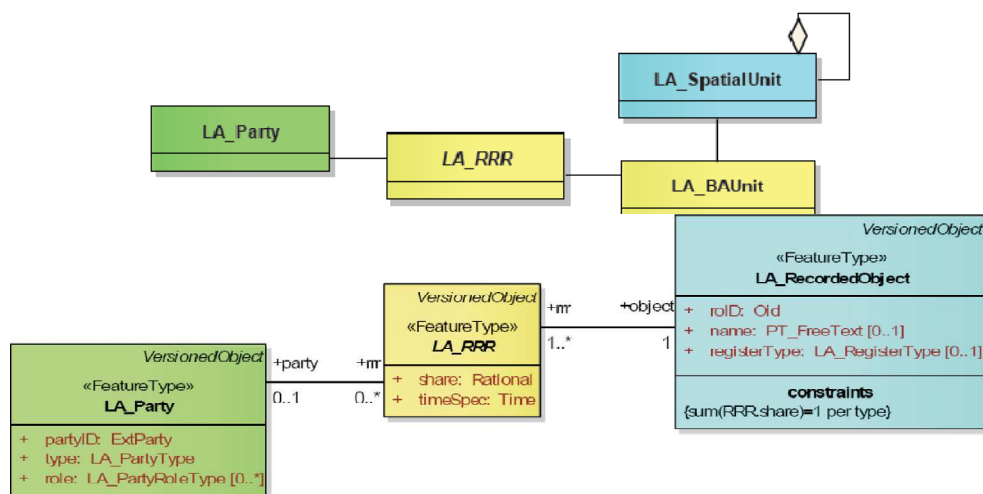 LA_SpatialUnit
LA_Party
LA_RRR
LA_BAUnit
VersionedObject
«FeatureType»
LA_RecordedObject
+ roID: Oid
+ name: PT_FreeText [0..1]
+ registerType: LA_RegisterType [0..1]
constraints
{sum(RRR.share)=1 per type}
VersionedObject
«FeatureType»
LA_RRR
+ share: Rational
+ timeSpec: Time
+rrr
1..*
+object
1
VersionedObject
«FeatureType»
LA_Party
+ partyID: ExtParty
+ type: LA_PartyType
+ role: LA_PartyRoleType [0..*]
+party
0..1
+rrr
0..*